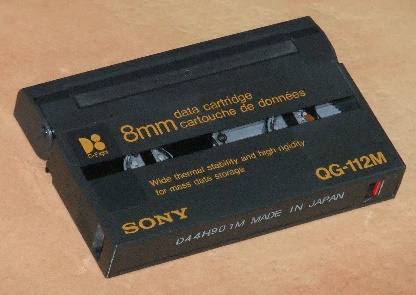 D-Eight
8mm data cartridge
cartouche de données
Wide thermal stability and high rigidity
for mass data storage
QG-112M
SONY
D44H901M MADE IN JAPAN